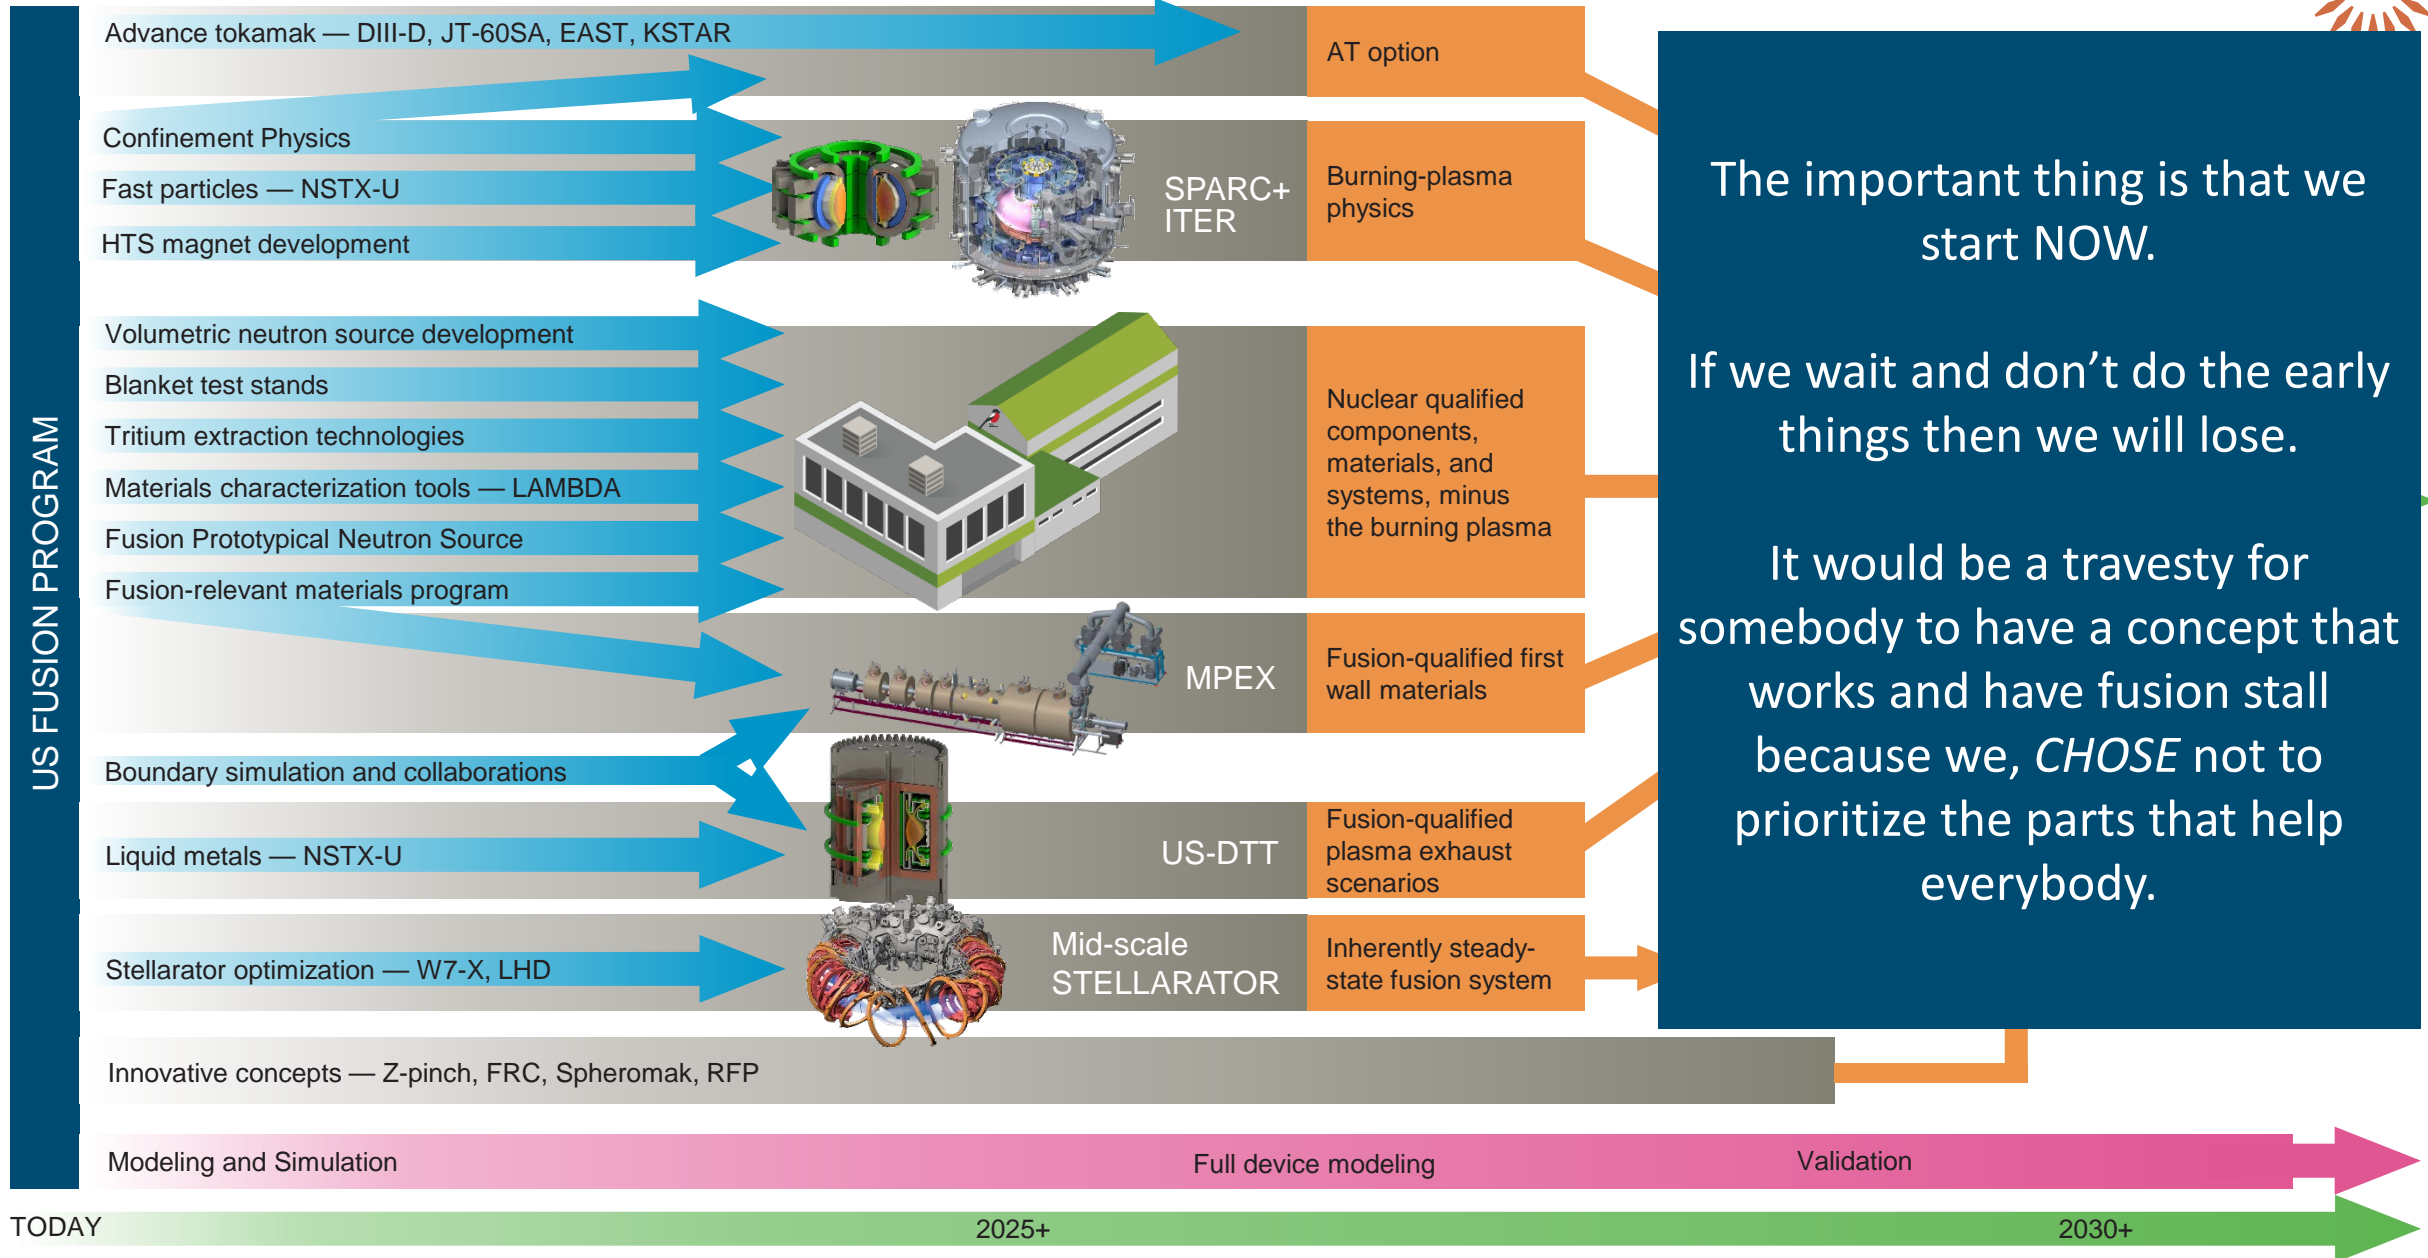 US FUSION PROGRAM
Advance tokamak — DIII-D, JT-60SA, EAST, KSTAR
AT option
Confinement Physics
Fast particles — NSTX-U
HTS magnet development
SPARC+
ITER
Burning-plasma
physics
Volumetric neutron source development
Blanket test stands
Tritium extraction technologies
Materials characterization tools — LAMBDA
Fusion Prototypical Neutron Source
Fusion-relevant materials program
Nuclear qualified
components,
materials, and
systems, minus
the burning plasma
MPEX
Fusion-qualified first
wall materials
Boundary simulation and collaborations
Liquid metals — NSTX-U
US-DTT
Fusion-qualified
plasma exhaust
scenarios
Stellarator optimization — W7-X, LHD
Mid-scale
STELLARATOR
Inherently steady-
state fusion system
Innovative concepts — Z-pinch, FRC, Spheromak, RFP
The important thing is that we
start NOW.
If we wait and don’t do the early
things then we will lose.
It would be a travesty for
somebody to have a concept that
works and have fusion stall
because we, CHOSE not to
prioritize the parts that help
everybody.
Modeling and Simulation
Full device modeling
Validation
TODAY
2025+
2030+